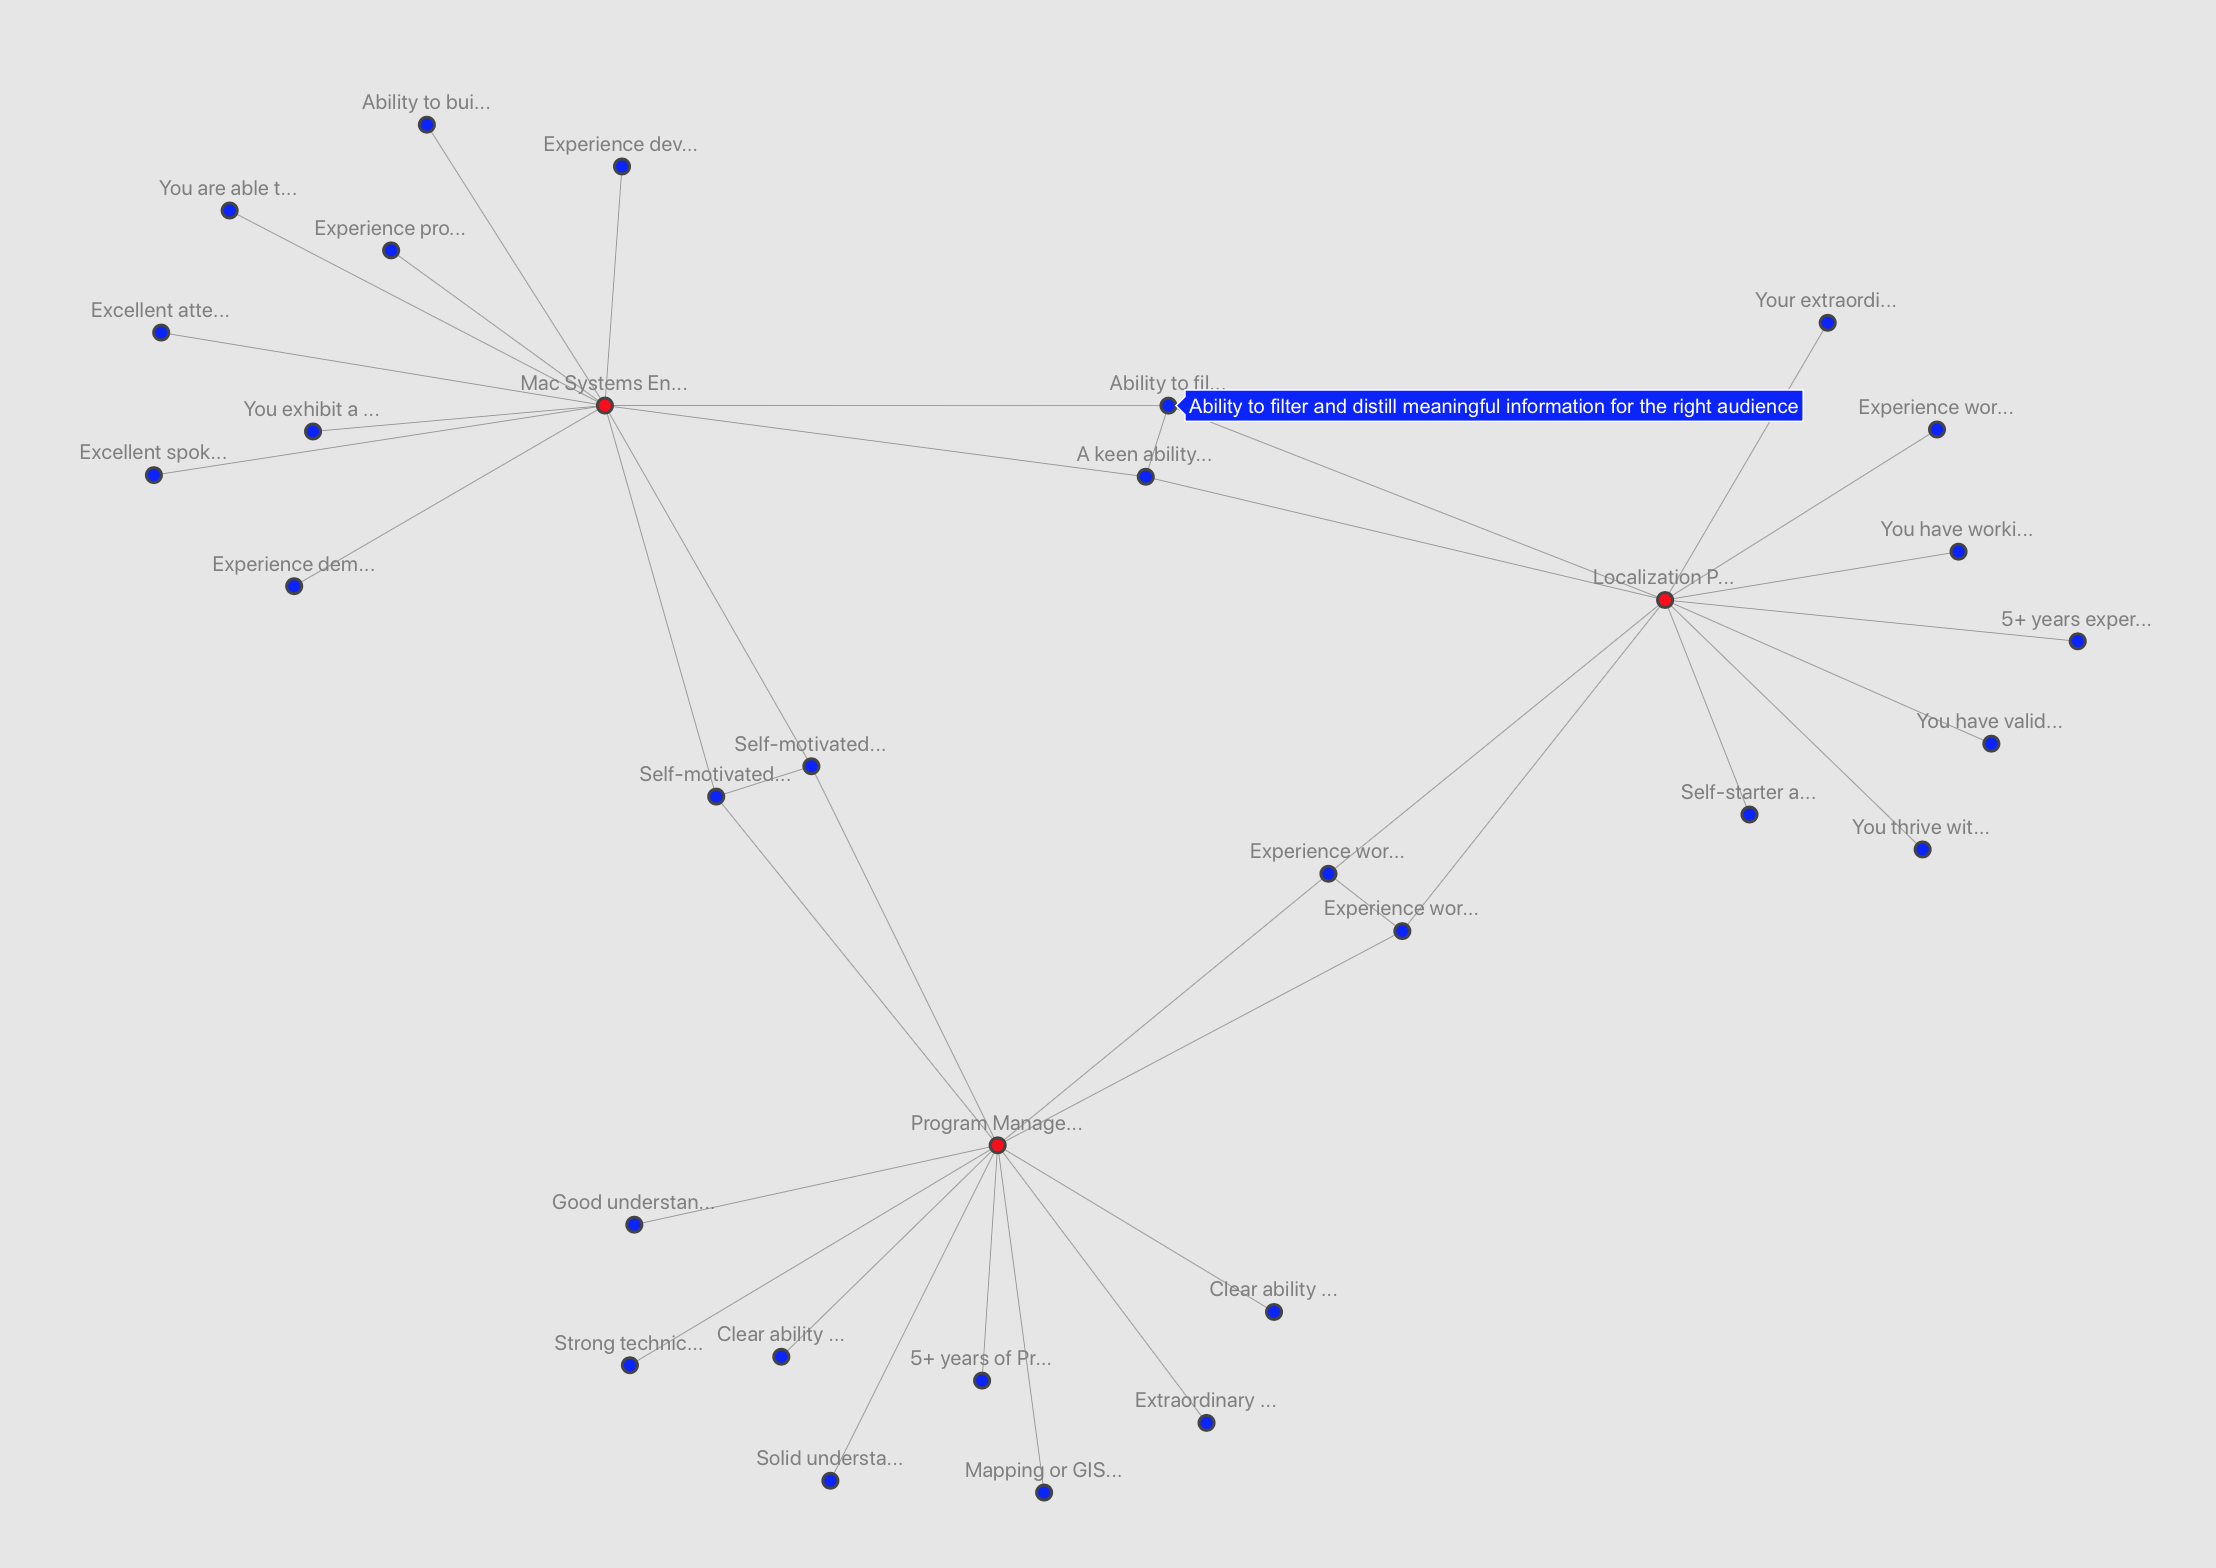 Ability to bui...
Experience dev...
You are able t...
Experience pro...
Your extraordi...
Excellent atte...
Mac Systems En...
Ability to fil...
Ability to filter and distill meaningful information for the right audience
You exhibit a ...
Experience wor...
Excellent spok...
A keen ability...
You have worki...
Experience dem...
Localization P...
5+ years exper...
You have valid...
Self-motivated...
Self-motivated...
Self-starter a...
You thrive wit...
Experience wor...
Experience wor...
Program Manage...
Good understan...
Clear ability ...
Strong technic...
Clear ability ...
5+ years of Pr...
Extraordinary ...
Solid understa...
Mapping or GIS...